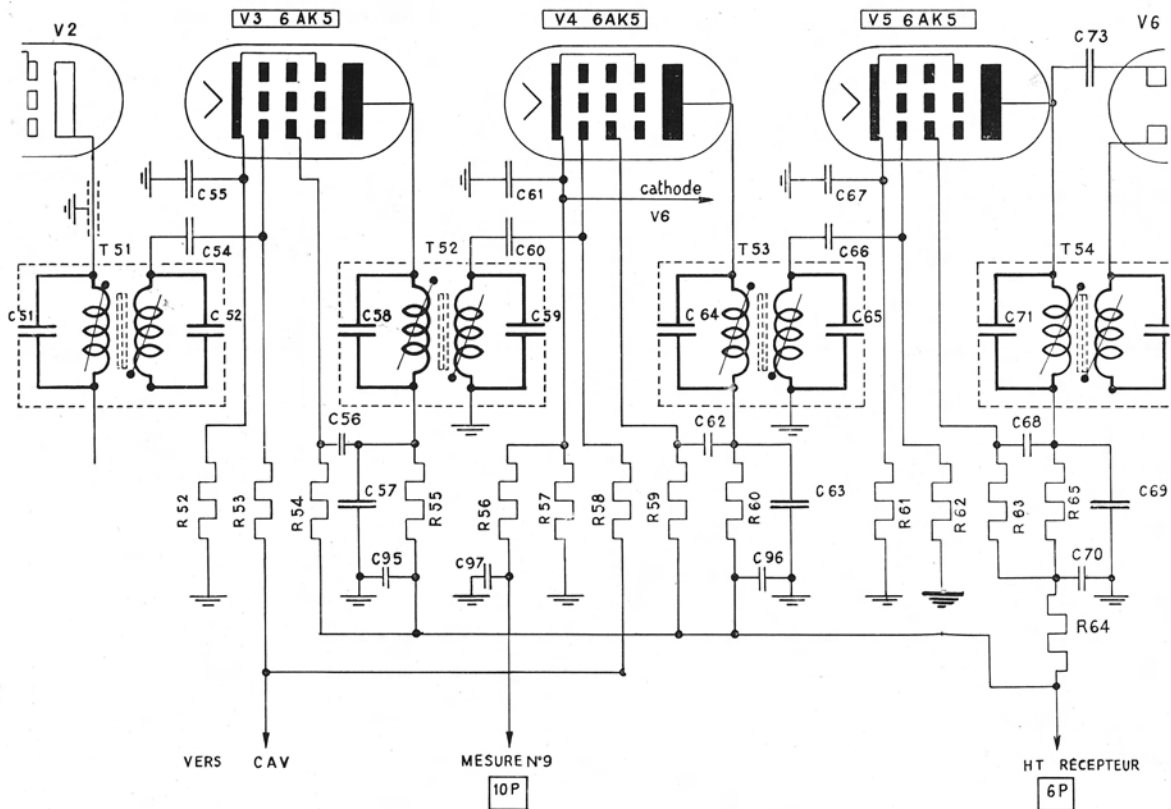 V2
V3 6AK5
V4 6AK5
V5 6AK5
C73
V6
C55
C61
cathode
V6
C67
C54
C60
C66
T51
T52
T53
T54
C51
C52
C58
C59
C64
C65
C71
C56
C62
C68
R52
R53
R54
C57
R55
R56
R57
R58
R59
R60
C63
R61
R62
R63
R65
C69
C95
C97
C96
C70
R64
VERS CAV
MESURE N°9
HT RÉCEPTEUR
10P
6P